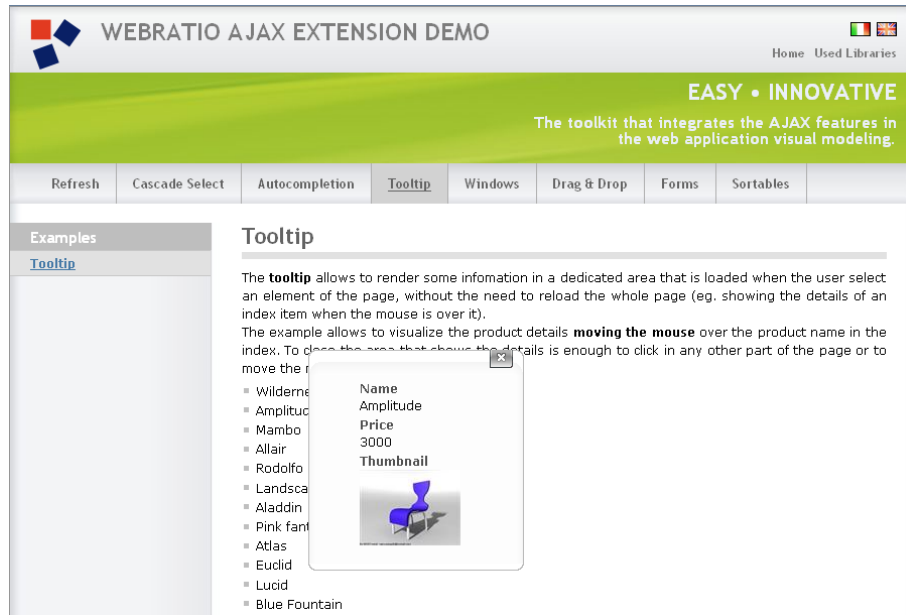 WEBRATIO AJAX EXTENSION DEMO
Home Used Libraries
EASY • INNOVATIVE
The toolkit that integrates the AJAX features in
the web application visual modeling.
Refresh Cascade Select Autocompletion Tooltip Windows Drag & Drop Forms Sortables
Examples
Tooltip
Tooltip
The tooltip allows to render some infomation in a dedicated area that is loaded when the user select
an element of the page, without the need to reload the whole page (eg. showing the details of an
index item when the mouse is over it).
The example allows to visualize the product details moving the mouse over the product name in the
index. To close the area that shows the details is enough to click in any other part of the page or to
move the
Mambo
Allair
Rodolfo
Aladdin
Pink
Atlas
Euclid
Lucid
Blue Fountain
Name
Amplitude
Price
3000
Thumbnail